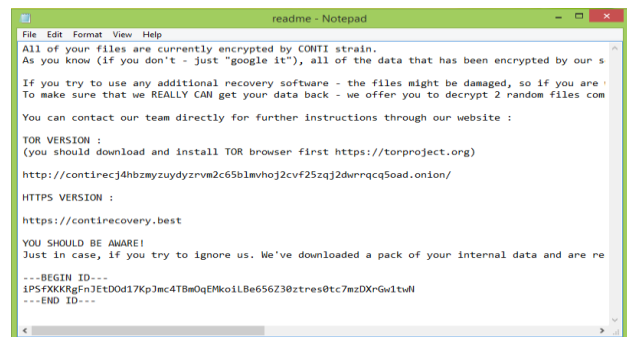 readme - Notepad
File Edit Format View Help
All of your files are currently encrypted by CONTI strain.
As you know (if you don't - just "google it"), all of the data that has been encrypted by our s
If you try to use any additional recovery software - the files might be damaged, so if you are
To make sure that we REALLY CAN get your data back - we offer you to decrypt 2 random files com
You can contact our team directly for further instructions through our website :
TOR VERSION :
(you should download and install TOR browser first https://torproject.org)
http://contirecj4hbzmyzuydyzrvm2c65blmvhoj2cvf25zqj2dwrrqcq5oad.onion/
HTTPS VERSION :
https://contirecovery.best
YOU SHOULD BE AWARE!
Just in case, if you try to ignore us. We've downloaded a pack of your internal data and are re
---BEGIN ID---
iPSfXKKRgFnJEtDOd17KpJmc4TBmOqEMkoiLBe656Z30ztres0tc7mzDXrGw1twN
---END ID---